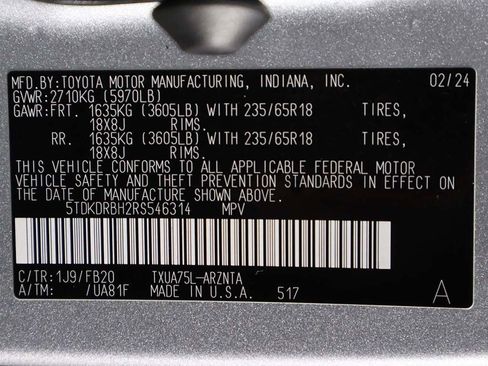 MFD.BY:TOYOTA MOTOR MANUFACTURING, INDIANA, INC. 02/24
GVWR:2710KG (5970LB)
GAWR:FRT. 1635KG (3605LB) WITH 235/65R18 TIRES,
18X8J RIMS.
RR. 1635KG (3605LB) WITH 235/65R18 TIRES,
18X8J RIMS.
THIS VEHICLE CONFORMS TO ALL APPLICABLE FEDERAL MOTOR
VEHICLE SAFETY AND THEFT PREVENTION STANDARDS IN EFFECT ON
THE DATE OF MANUFACTURE SHOWN ABOVE.
5TDKDRBH2RS546314 MPV
C/TR:1J9/FB20 TXUA75L-ARZNTA
A/TM: /UA81F MADE IN U.S.A. 517 A